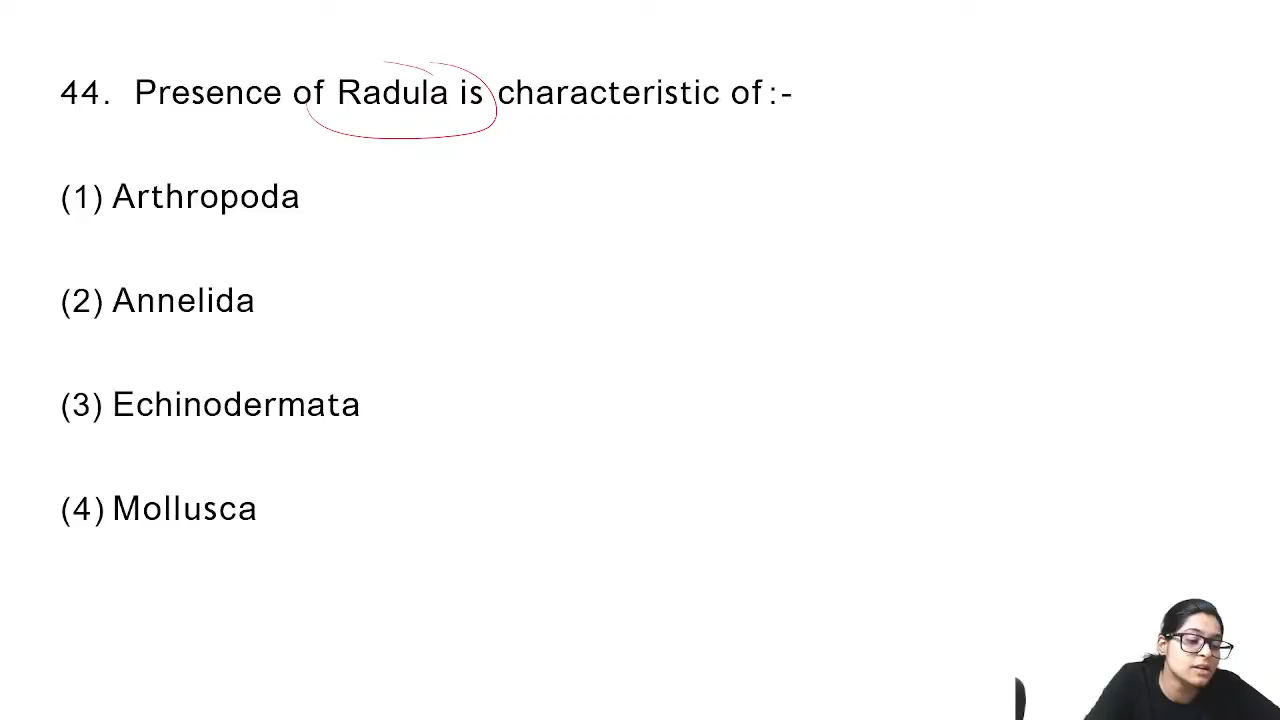 44. Presence of Radula is characteristic of :-
(1) Arthropoda
(2) Annelida
(3) Echinodermata
(4) Mollusca